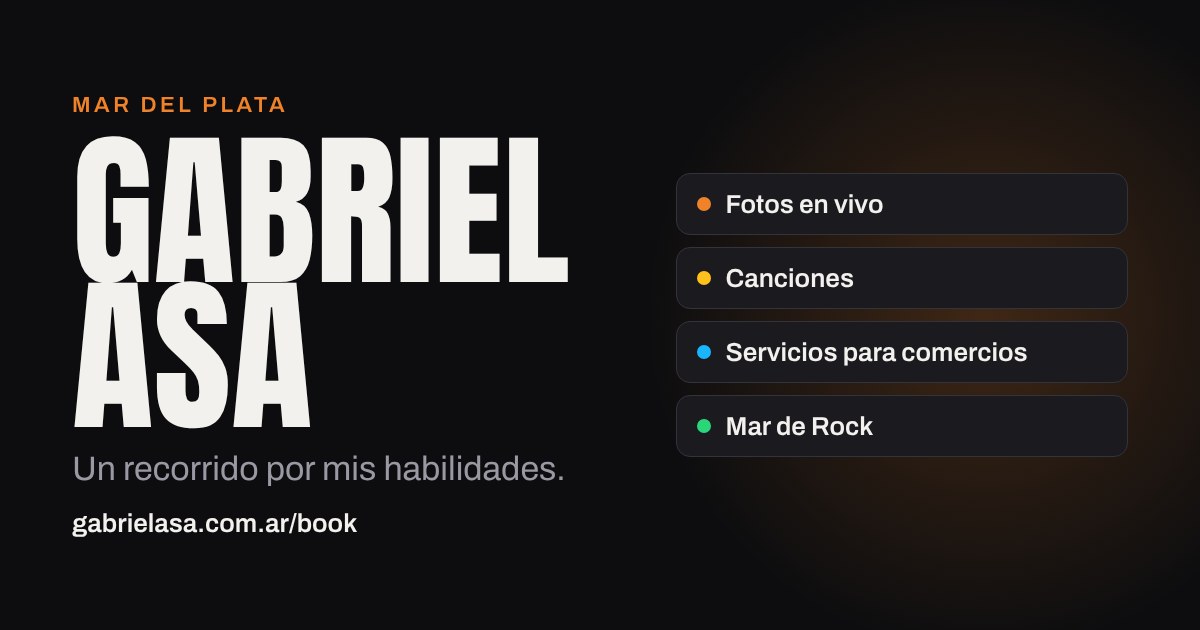 MAR DEL PLATA
GABRIEL
ASA
Un recorrido por mis habilidades.
gabrielasa.com.ar/book
Fotos en vivo
Canciones
Servicios para comercios
Mar de Rock